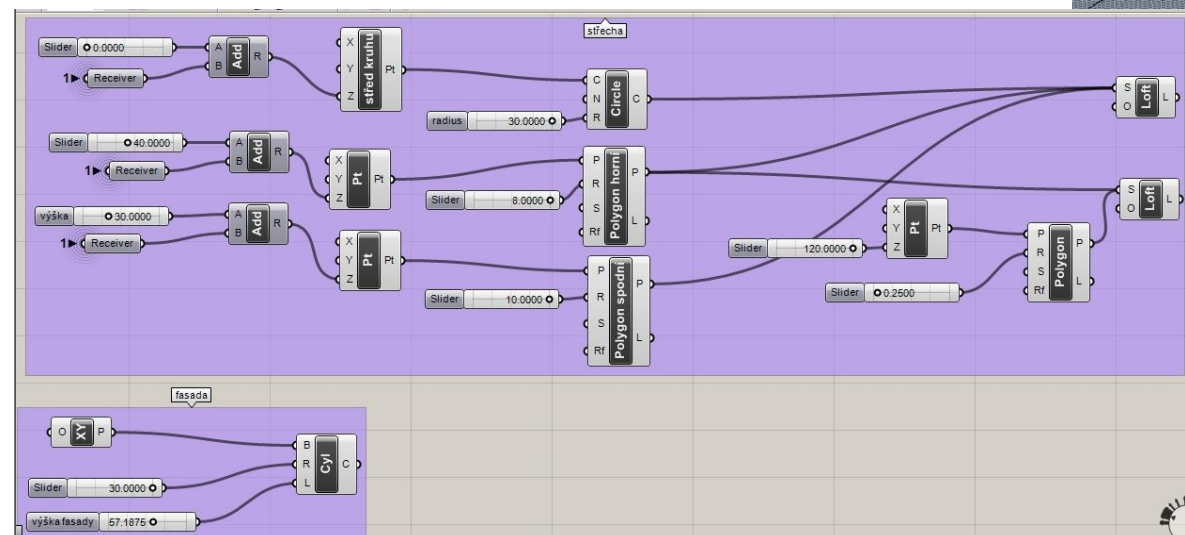 střecha
Slider 0.0000
A
B
Add
R
1 Receiver
X
Y
Z
střed kruhu
Pt
C
N
R
Circle
C
radius 30.0000
S
O
Loft
L
Slider 40.0000
A
B
Add
R
1 Receiver
X
Y
Z
Pt
Pt
Slider 8.0000
P
R
S
Rf
Polygon horní
P
L
S
O
Loft
L
výška 30.0000
A
B
Add
R
1 Receiver
X
Y
Z
Pt
Pt
Slider 10.0000
P
R
S
Rf
Polygon spodní
P
L
Slider 120.0000
X
Y
Z
Pt
Pt
Slider 0.2500
P
R
S
Rf
Polygon
P
L
fasada
O
XY
P
Slider 30.0000
výška fasady 57.1875
B
R
L
Cyl
C